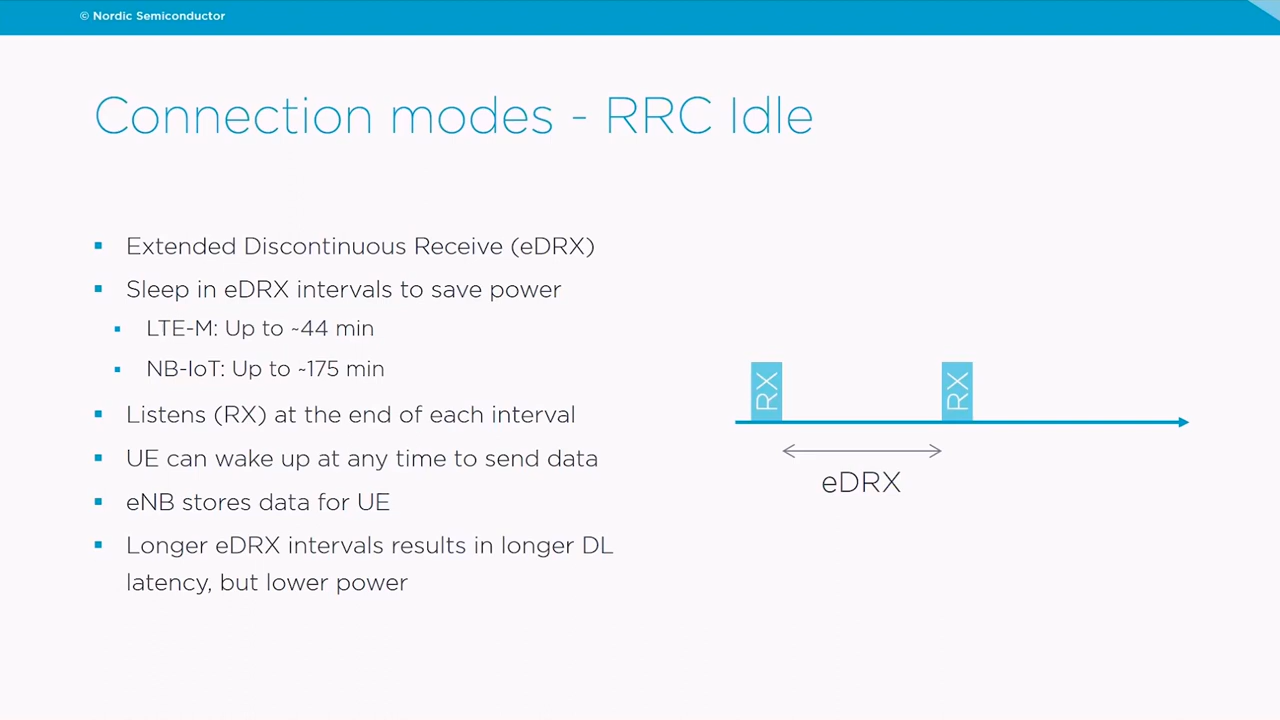 © Nordic Semiconductor
Connection modes - RRC Idle
Extended Discontinuous Receive (eDRX)
Sleep in eDRX intervals to save power
LTE-M: Up to ~44 min
NB-IoT: Up to ~175 min
Listens (RX) at the end of each interval
UE can wake up at any time to send data
eNB stores data for UE
Longer eDRX intervals results in longer DL
latency, but lower power
RX
RX
eDRX